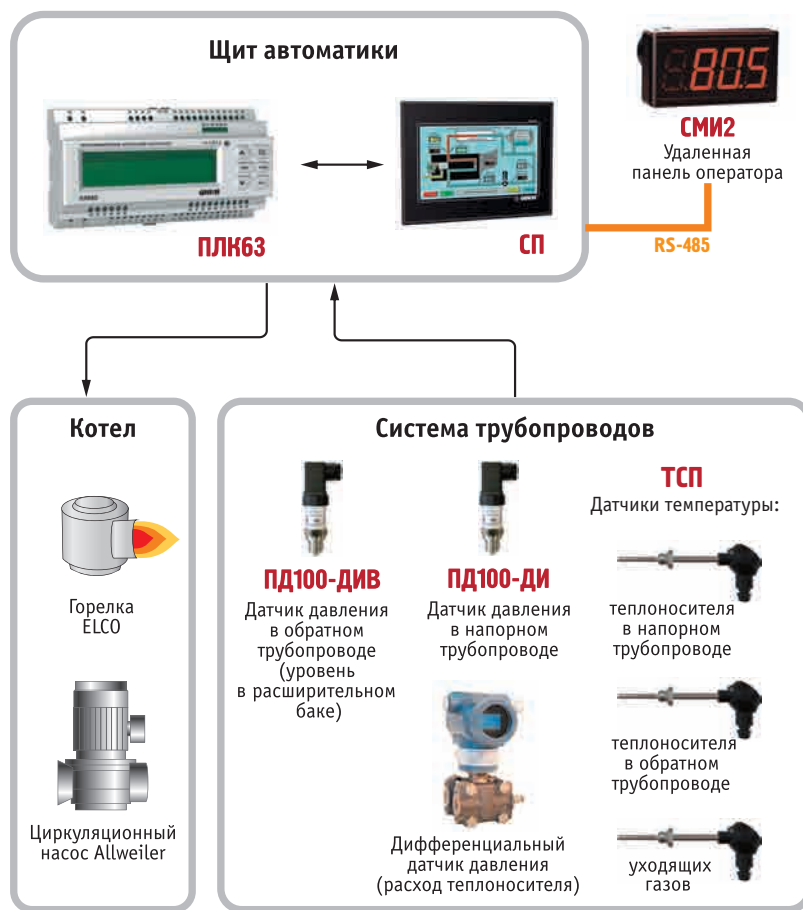 Щит автоматики
80.5
СМИ2
Удаленная
панель оператора
ПЛК63
СП
RS-485
Котел
Горелка
ELCO
Циркуляционный
насос Allweiler
Система трубопроводов
ПД100-ДИВ
Датчик давления
в обратном
трубопроводе
(уровень
в расширительном
баке)
ПД100-ДИ
Датчик давления
в напорном
трубопроводе
Дифференциальный
датчик давления
(расход теплоносителя)
ТСП
Датчики температуры:
теплоносителя
в напорном
трубопроводе
теплоносителя
в обратном
трубопроводе
уходящих
газов